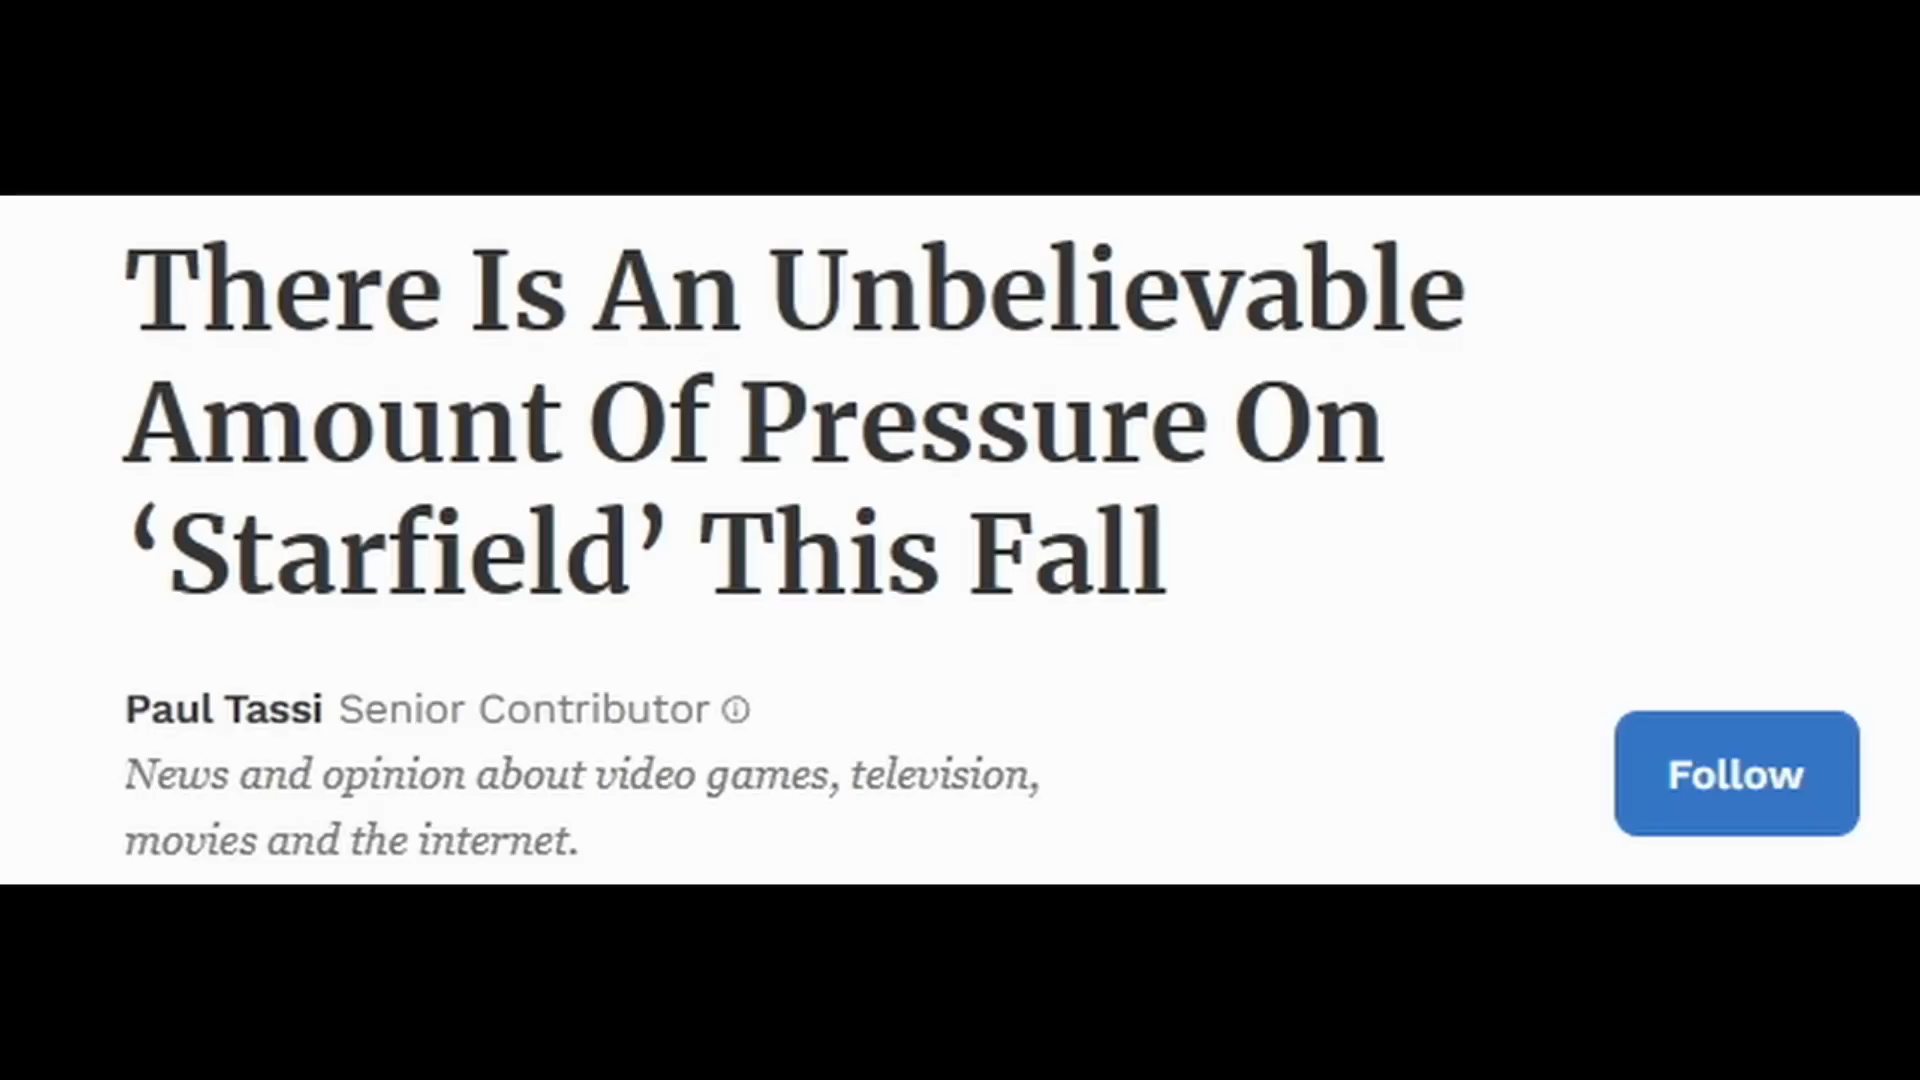 There Is An Unbelievable
Amount Of Pressure On
‘Starfield’ This Fall
Paul Tassi Senior Contributor
News and opinion about video games, television,
movies and the internet.
Follow